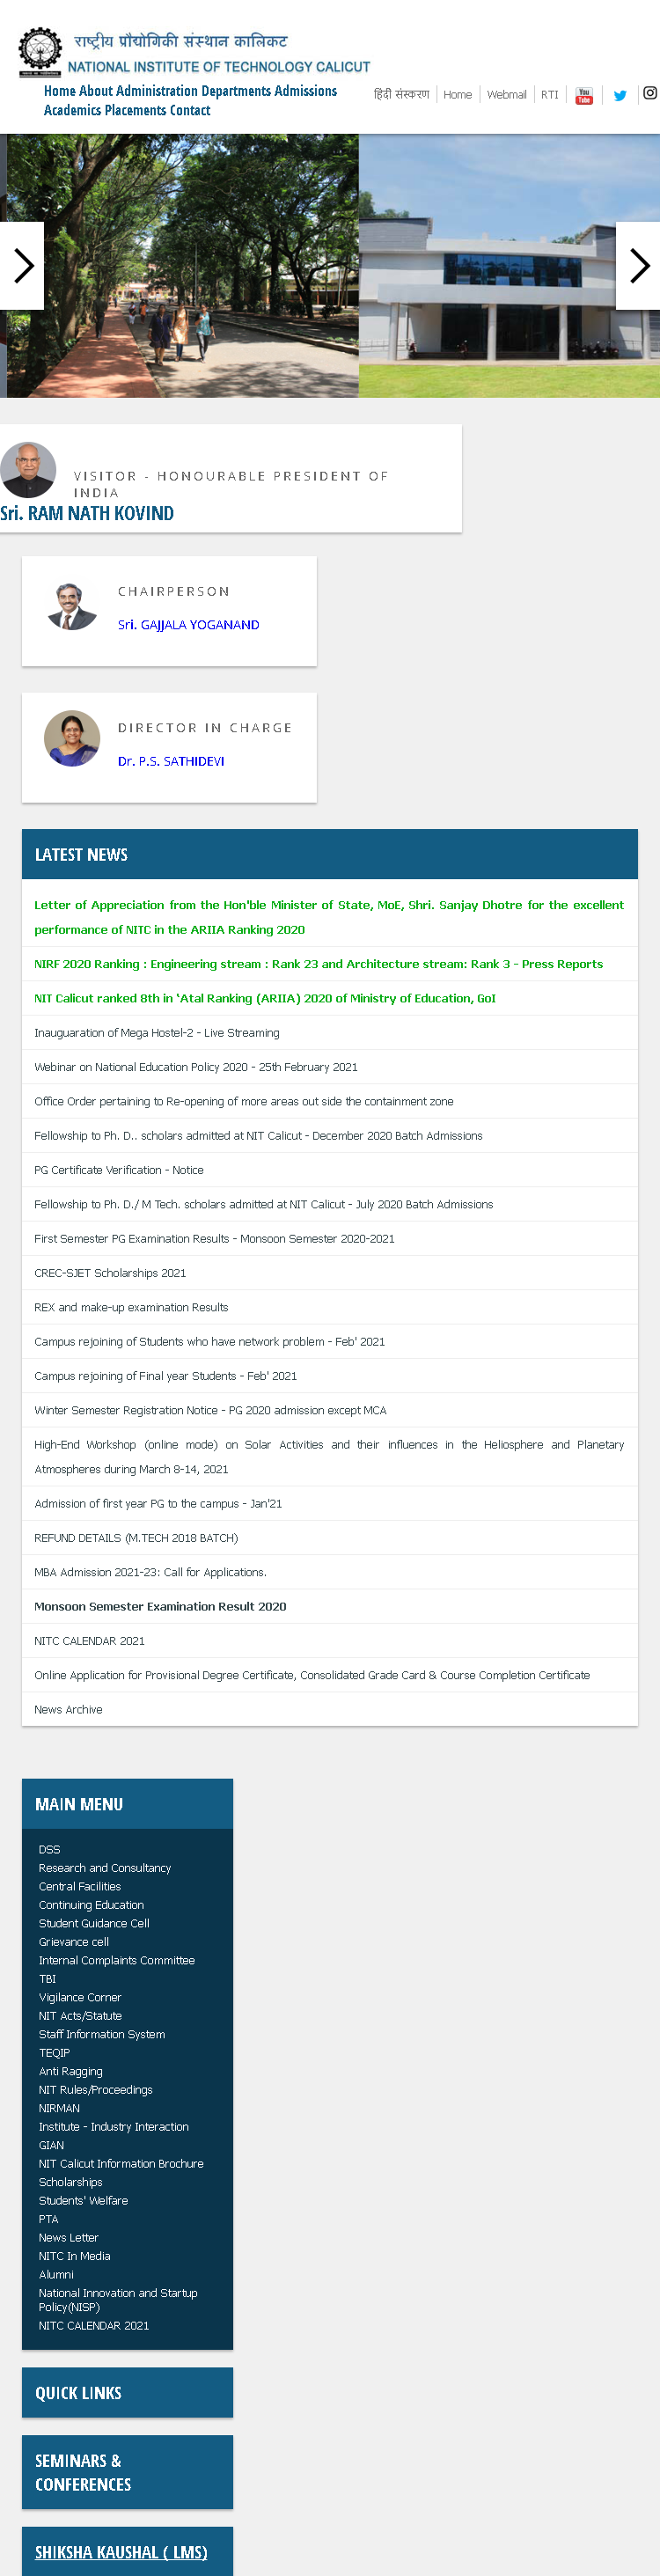 राष्ट्रीय प्रौद्योगिकी संस्थान कालिकट
NATIONAL INSTITUTE OF TECHNOLOGY CALICUT
Home About Administration Departments Admissions
Academics Placements Contact
हिंदी संस्करण Home Webmail RTI
You
Tube
VISITOR - HONOURABLE PRESIDENT OF
INDIA
Sri. RAM NATH KOVIND
CHAIRPERSON
Sri. GAJJALA YOGANAND
DIRECTOR IN CHARGE
Dr. P.S. SATHIDEVI
LATEST NEWS
Letter of Appreciation from the Hon'ble Minister of State, MoE, Shri. Sanjay Dhotre for the excellent
performance of NITC in the ARIIA Ranking 2020
NIRF 2020 Ranking : Engineering stream : Rank 23 and Architecture stream: Rank 3 - Press Reports
NIT Calicut ranked 8th in ‘Atal Ranking (ARIIA) 2020 of Ministry of Education, GoI
Inauguaration of Mega Hostel-2 - Live Streaming
Webinar on National Education Policy 2020 - 25th February 2021
Office Order pertaining to Re-opening of more areas out side the containment zone
Fellowship to Ph. D.. scholars admitted at NIT Calicut - December 2020 Batch Admissions
PG Certificate Verification - Notice
Fellowship to Ph. D./ M Tech. scholars admitted at NIT Calicut - July 2020 Batch Admissions
First Semester PG Examination Results - Monsoon Semester 2020-2021
CREC-SJET Scholarships 2021
REX and make-up examination Results
Campus rejoining of Students who have network problem - Feb' 2021
Campus rejoining of Final year Students - Feb' 2021
Winter Semester Registration Notice - PG 2020 admission except MCA
High-End Workshop (online mode) on Solar Activities and their influences in the Heliosphere and Planetary
Atmospheres during March 8-14, 2021
Admission of first year PG to the campus - Jan'21
REFUND DETAILS (M.TECH 2018 BATCH)
MBA Admission 2021-23: Call for Applications.
Monsoon Semester Examination Result 2020
NITC CALENDAR 2021
Online Application for Provisional Degree Certificate, Consolidated Grade Card & Course Completion Certificate
News Archive
MAIN MENU
DSS
Research and Consultancy
Central Facilities
Continuing Education
Student Guidance Cell
Grievance cell
Internal Complaints Committee
TBI
Vigilance Corner
NIT Acts/Statute
Staff Information System
TEQIP
Anti Ragging
NIT Rules/Proceedings
NIRMAN
Institute - Industry Interaction
GIAN
NIT Calicut Information Brochure
Scholarships
Students' Welfare
PTA
News Letter
NITC In Media
Alumni
National Innovation and Startup
Policy(NISP)
NITC CALENDAR 2021
QUICK LINKS
SEMINARS &
CONFERENCES
SHIKSHA KAUSHAL ( LMS)